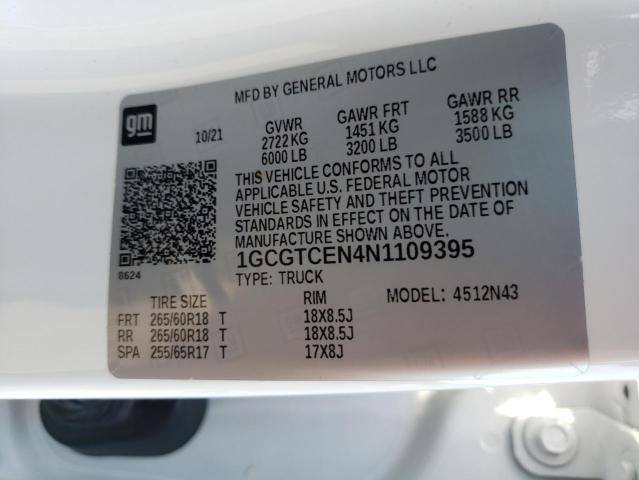 MFD BY GENERAL MOTORS LLC
gm
10/21
GVWR GAWR FRT GAWR RR
2722 KG 1451 KG 1588 KG
6000 LB 3200 LB 3500 LB
THIS VEHICLE CONFORMS TO ALL
APPLICABLE U.S. FEDERAL MOTOR
VEHICLE SAFETY AND THEFT PREVENTION
STANDARDS IN EFFECT ON THE DATE OF
MANUFACTURE SHOWN ABOVE.
8624
1GCGTCEN4N1109395
TYPE: TRUCK MODEL: 4512N43
TIRE SIZE RIM
FRT 265/60R18 T 18X8.5J
RR 265/60R18 T 18X8.5J
SPA 255/65R17 T 17X8J